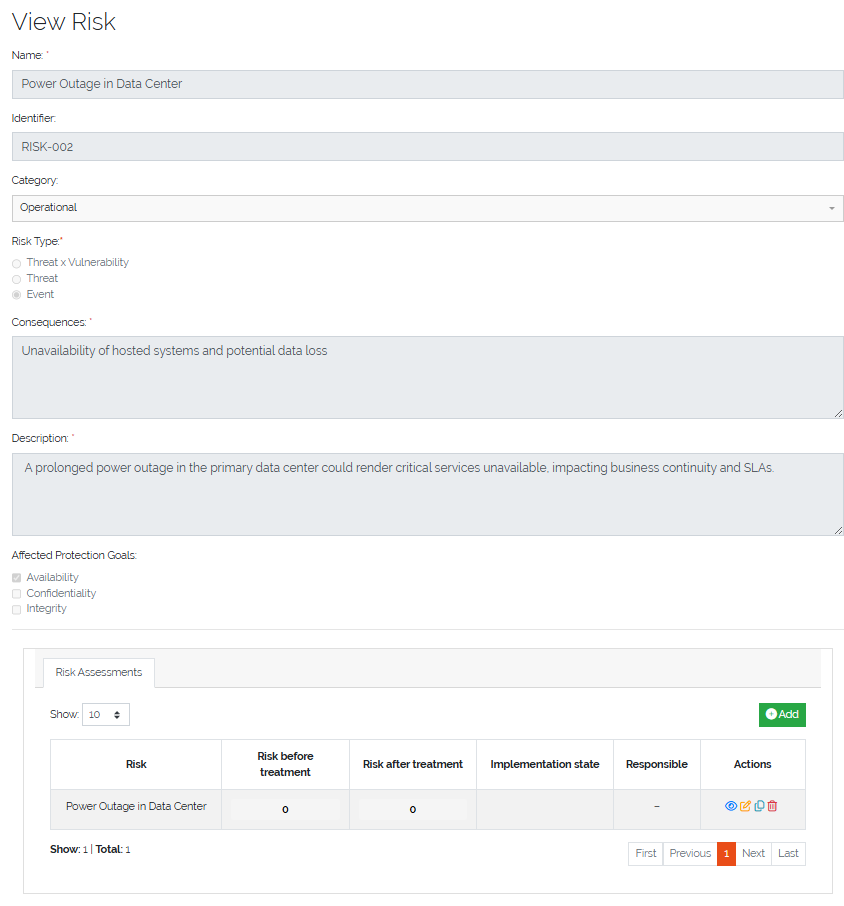 View Risk
Name: *
Power Outage in Data Center
Identifier:
RISK-002
Category:
Operational
Risk Type:*
Threat x Vulnerability
Threat
Event
Consequences: *
Unavailability of hosted systems and potential data loss
Description: *
A prolonged power outage in the primary data center could render critical services unavailable, impacting business continuity and SLAs.
Affected Protection Goals:
Availability
Confidentiality
Integrity
Risk Assessments
Show: 10 Add
Risk Risk before treatment Risk after treatment Implementation state Responsible Actions
Power Outage in Data Center 0 0 –
Show: 1 | Total: 1 First Previous 1 Next Last